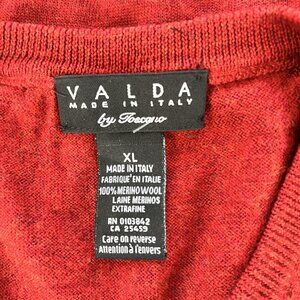 VALDA
MADE IN ITALY
by Toscano
XL
MADE IN ITALY
FABRIQUÉ EN ITALIE
100% MERINO WOOL
LAINE MERINOS
EXTRAFINE
RN 0103842
CA 25459
Care on reverse
Attention à l'envers